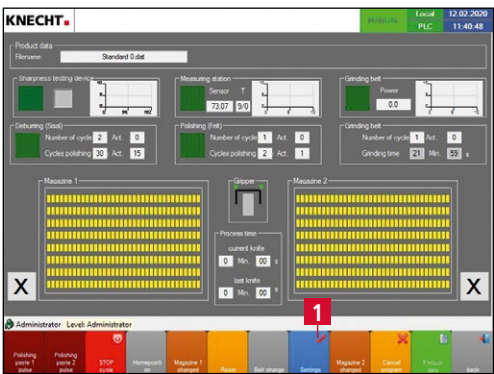 KNECHT
MANUAL
Local
PLC
12.02.2020
11:40:48
Product data
Filename
Standard 0.dat
Sharpness testing device
Measuring station
Sensor T
73.07 9/0
Grinding belt
Power
0.0
Deburring (Sisal)
Number of cycle 2 Act. 0
Cycles polishing 30 Act. 15
Polishing (Felt)
Number of cycle 1 Act. 0
Cycles polishing 2 Act. 1
Grinding belt
Number of cycle 1 Act. 0
Grinding time 21 Min. 59 s
Magazine 1
Gripper
Magazine 2
Process time
current knife
0 Min. 00 s
last knife
0 Min. 00 s
X
X
1
Administrator Level: Administrator
Polishing paste 1 pulse
Polishing paste 2 pulse
STOP cycle
Homepositi on
Magazine 1 changed
Reset
Belt change
Settings
Magazine 2 changed
Cancel program
back